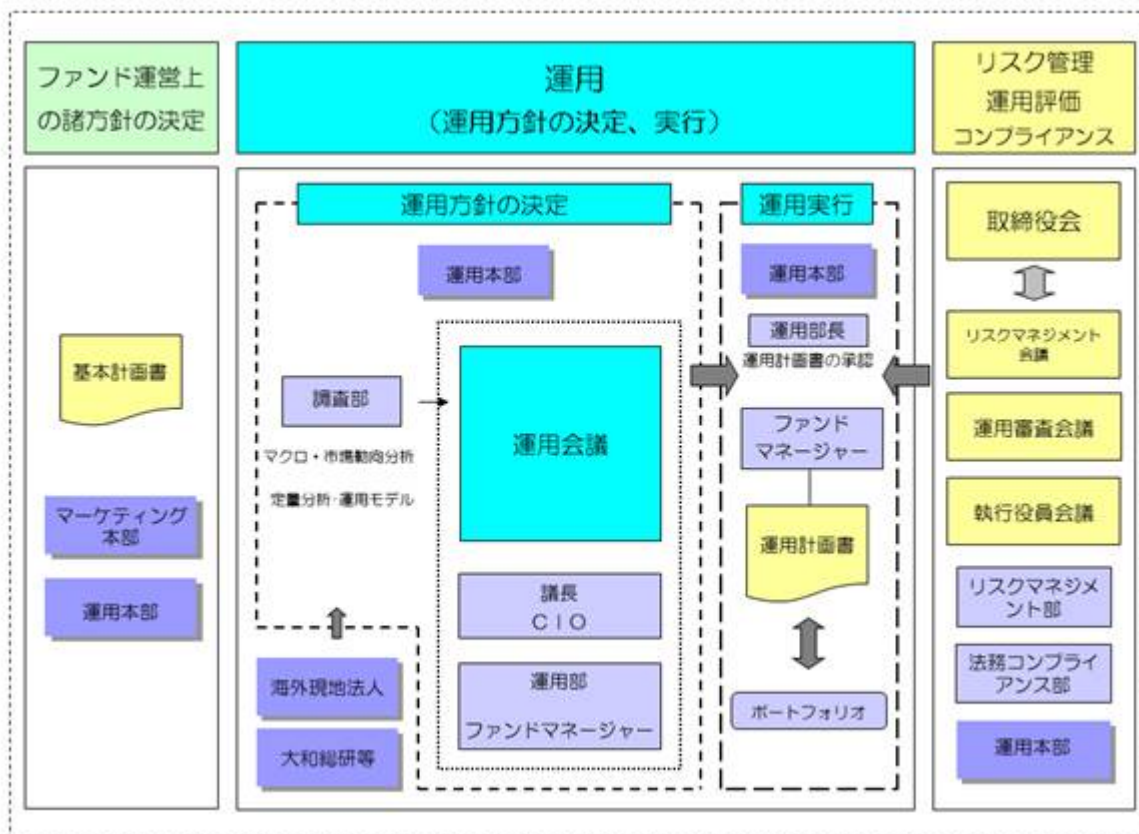 ファンド運営上
の諸方針の決定
運用
（運用方針の決定、実行）
リスク管理
運用評価
コンプライアンス
基本計画書
マーケティング
本部
運用本部
運用方針の決定
運用本部
調査部
マクロ・市場動向分析
定量分析・運用モデル
運用会議
議長
ＣＩＯ
運用部
ファンドマネージャー
海外現地法人
大和総研等
運用実行
運用本部
運用部長
運用計画書の承認
ファンド
マネージャー
運用計画書
ポートフォリオ
取締役会
リスクマネジメント
会議
運用審査会議
執行役員会議
リスクマネジメ
ント部
法務コンプライ
アンス部
運用本部